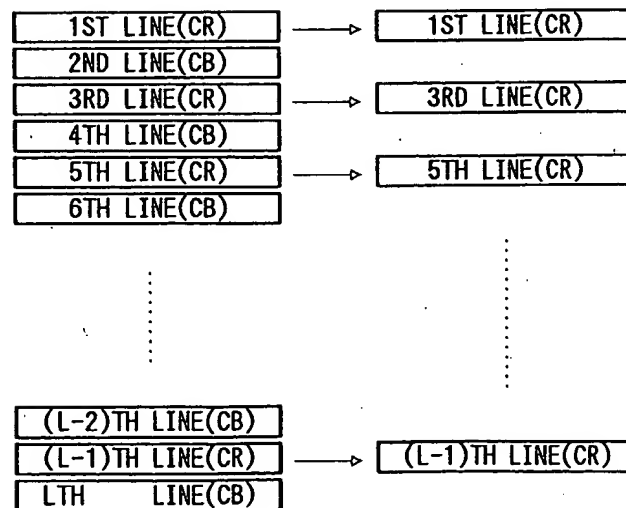 1ST LINE(CR) 1ST LINE(CR)
2ND LINE(CB)
3RD LINE(CR) 3RD LINE(CR)
4TH LINE(CB)
5TH LINE(CR) 5TH LINE(CR)
6TH LINE(CB)
(L-2)TH LINE(CB)
(L-1)TH LINE(CR) (L-1)TH LINE(CR)
LTH LINE(CB)